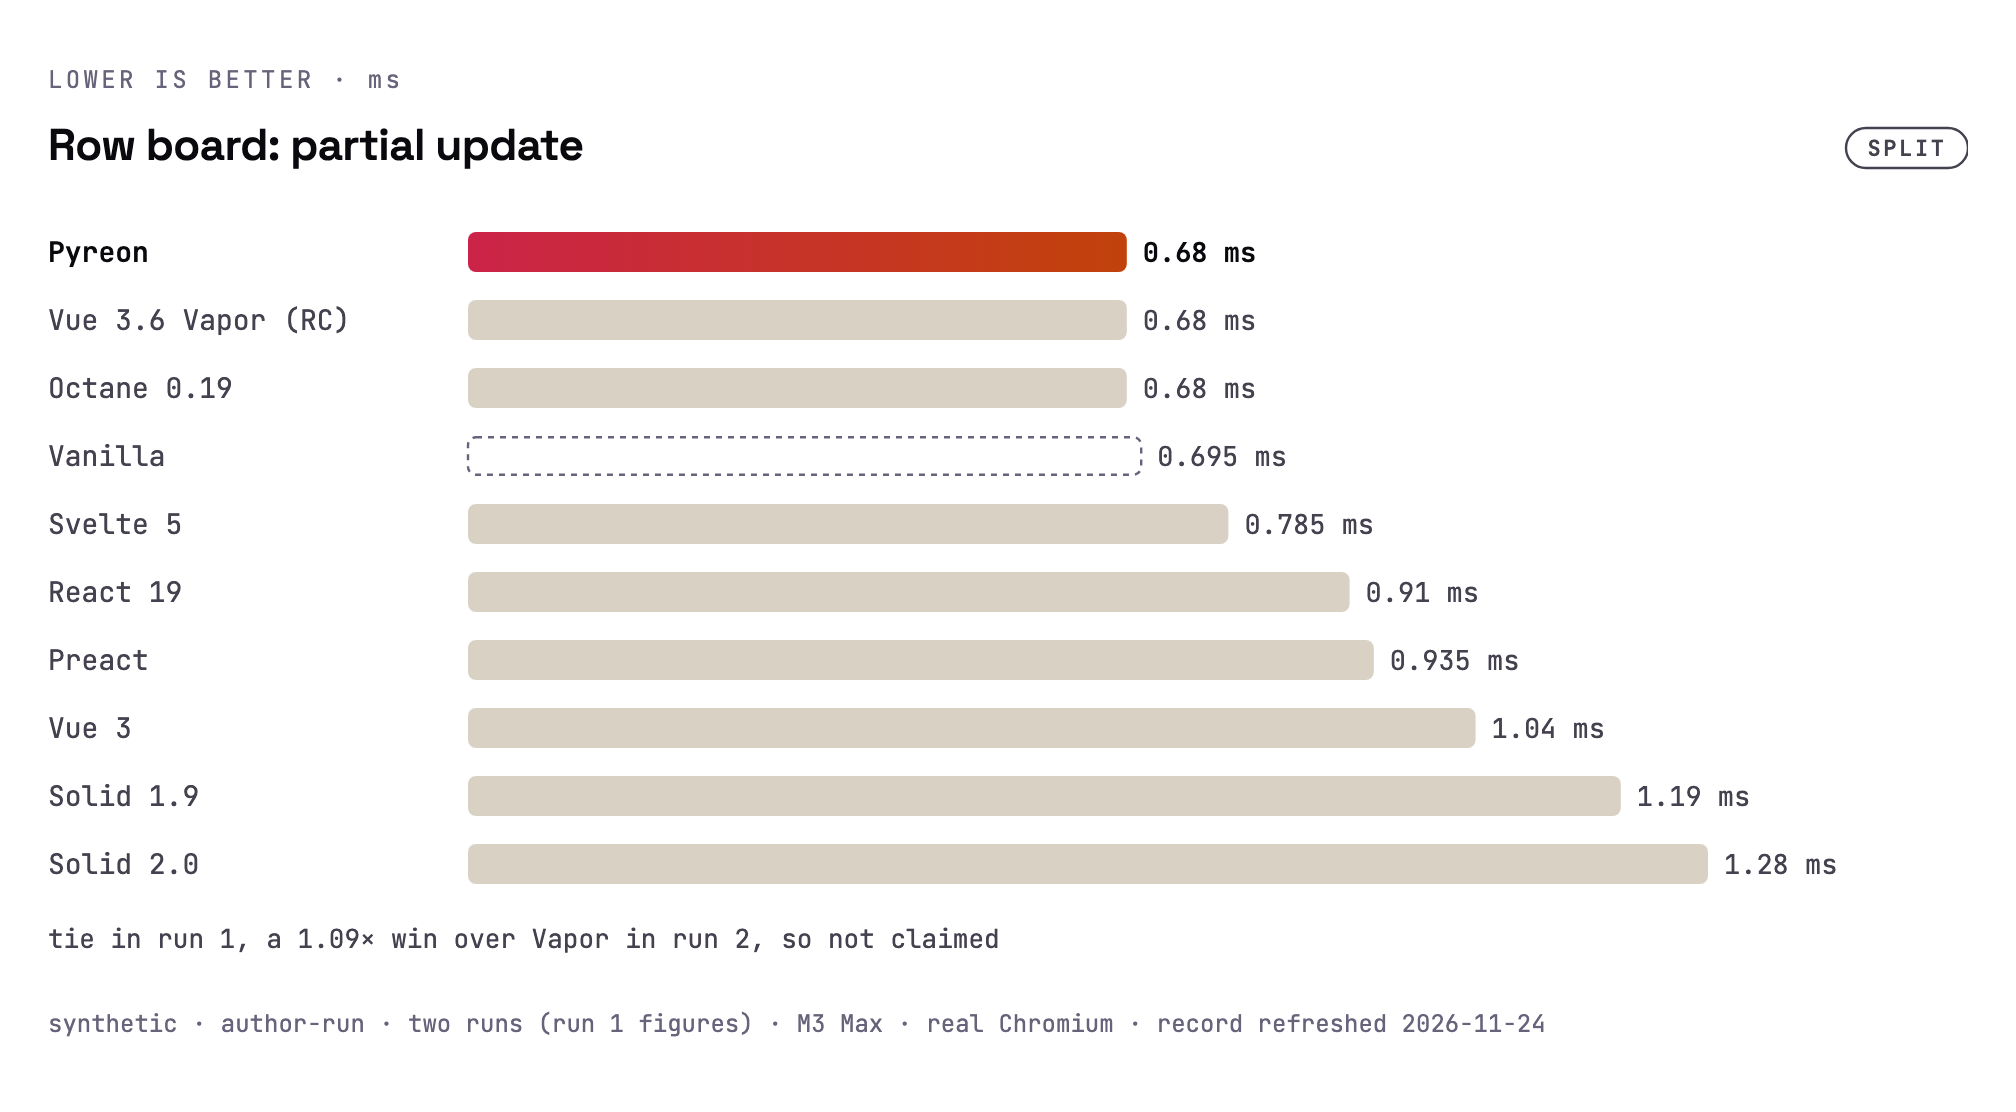 LOWER IS BETTER · ms
Row board: partial update
SPLIT
Pyreon 0.68 ms
Vue 3.6 Vapor (RC) 0.68 ms
Octane 0.19 0.68 ms
Vanilla 0.695 ms
Svelte 5 0.785 ms
React 19 0.91 ms
Preact 0.935 ms
Vue 3 1.04 ms
Solid 1.9 1.19 ms
Solid 2.0 1.28 ms
tie in run 1, a 1.09× win over Vapor in run 2, so not claimed
synthetic · author-run · two runs (run 1 figures) · M3 Max · real Chromium · record refreshed 2026-11-24